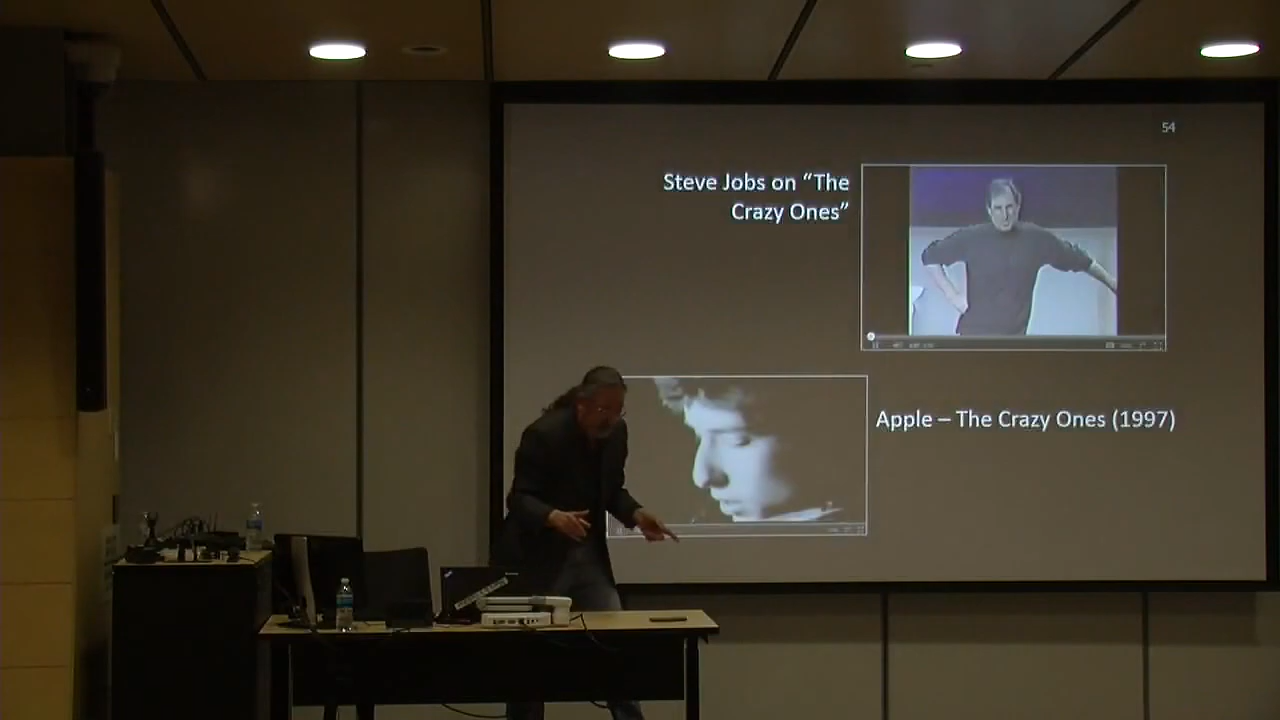 54
Steve Jobs on “The
Crazy Ones”
Apple – The Crazy Ones (1997)